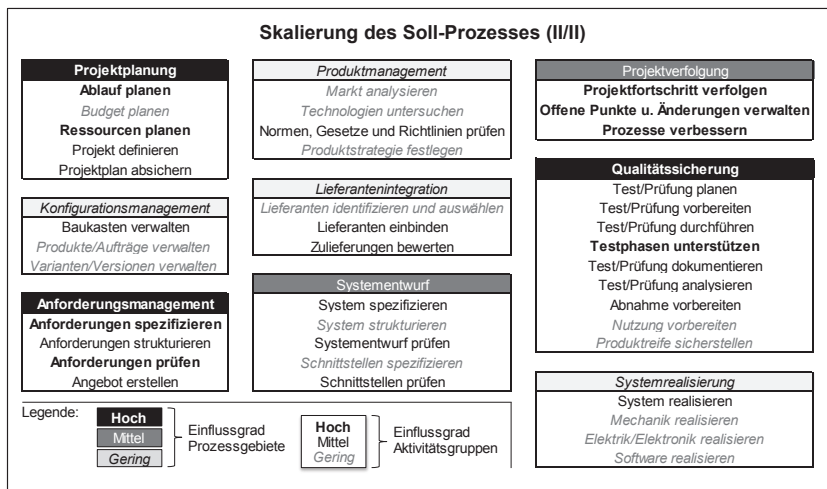 Skalierung des Soll-Prozesses (II/II)
Projektplanung
Ablauf planen
Budget planen
Ressourcen planen
Projekt definieren
Projektplan absichern
Konfigurationsmanagement
Baukasten verwalten
Produkte/Aufträge verwalten
Varianten/Versionen verwalten
Anforderungsmanagement
Anforderungen spezifizieren
Anforderungen strukturieren
Anforderungen prüfen
Angebot erstellen
Produktmanagement
Markt analysieren
Technologien untersuchen
Normen, Gesetze und Richtlinien prüfen
Produktstrategie festlegen
Lieferantenintegration
Lieferanten identifizieren und auswählen
Lieferanten einbinden
Zulieferungen bewerten
Systementwurf
System spezifizieren
System strukturieren
Systementwurf prüfen
Schnittstellen spezifizieren
Schnittstellen prüfen
Projektverfolgung
Projektfortschritt verfolgen
Offene Punkte u. Änderungen verwalten
Prozesse verbessern
Qualitätssicherung
Test/Prüfung planen
Test/Prüfung vorbereiten
Test/Prüfung durchführen
Testphasen unterstützen
Test/Prüfung dokumentieren
Test/Prüfung analysieren
Abnahme vorbereiten
Nutzung vorbereiten
Produktreife sicherstellen
Systemrealisierung
System realisieren
Mechanik realisieren
Elektrik/Elektronik realisieren
Software realisieren
Legende:
Hoch
Mittel
Gering
Einflussgrad
Prozessgebiete
Hoch
Mittel
Gering
Einflussgrad
Aktivitätsgruppen